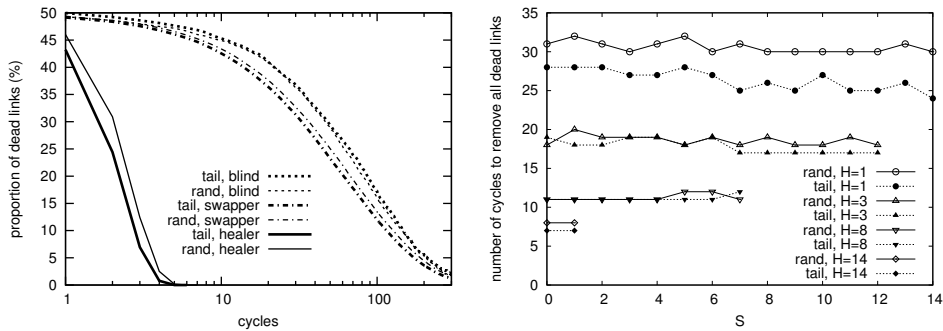 50
45
40
35
30
25
20
15
10
5
0
proportion of dead links (%)
tail, blind
rand, blind
tail, swapper
rand, swapper
tail, healer
rand, healer
1
10
100
cycles
35
30
25
20
15
10
5
0
number of cycles to remove all dead links
rand, H=1
tail, H=1
rand, H=3
tail, H=3
rand, H=8
tail, H=8
rand, H=14
tail, H=14
0
2
4
6
8
10
12
14
S